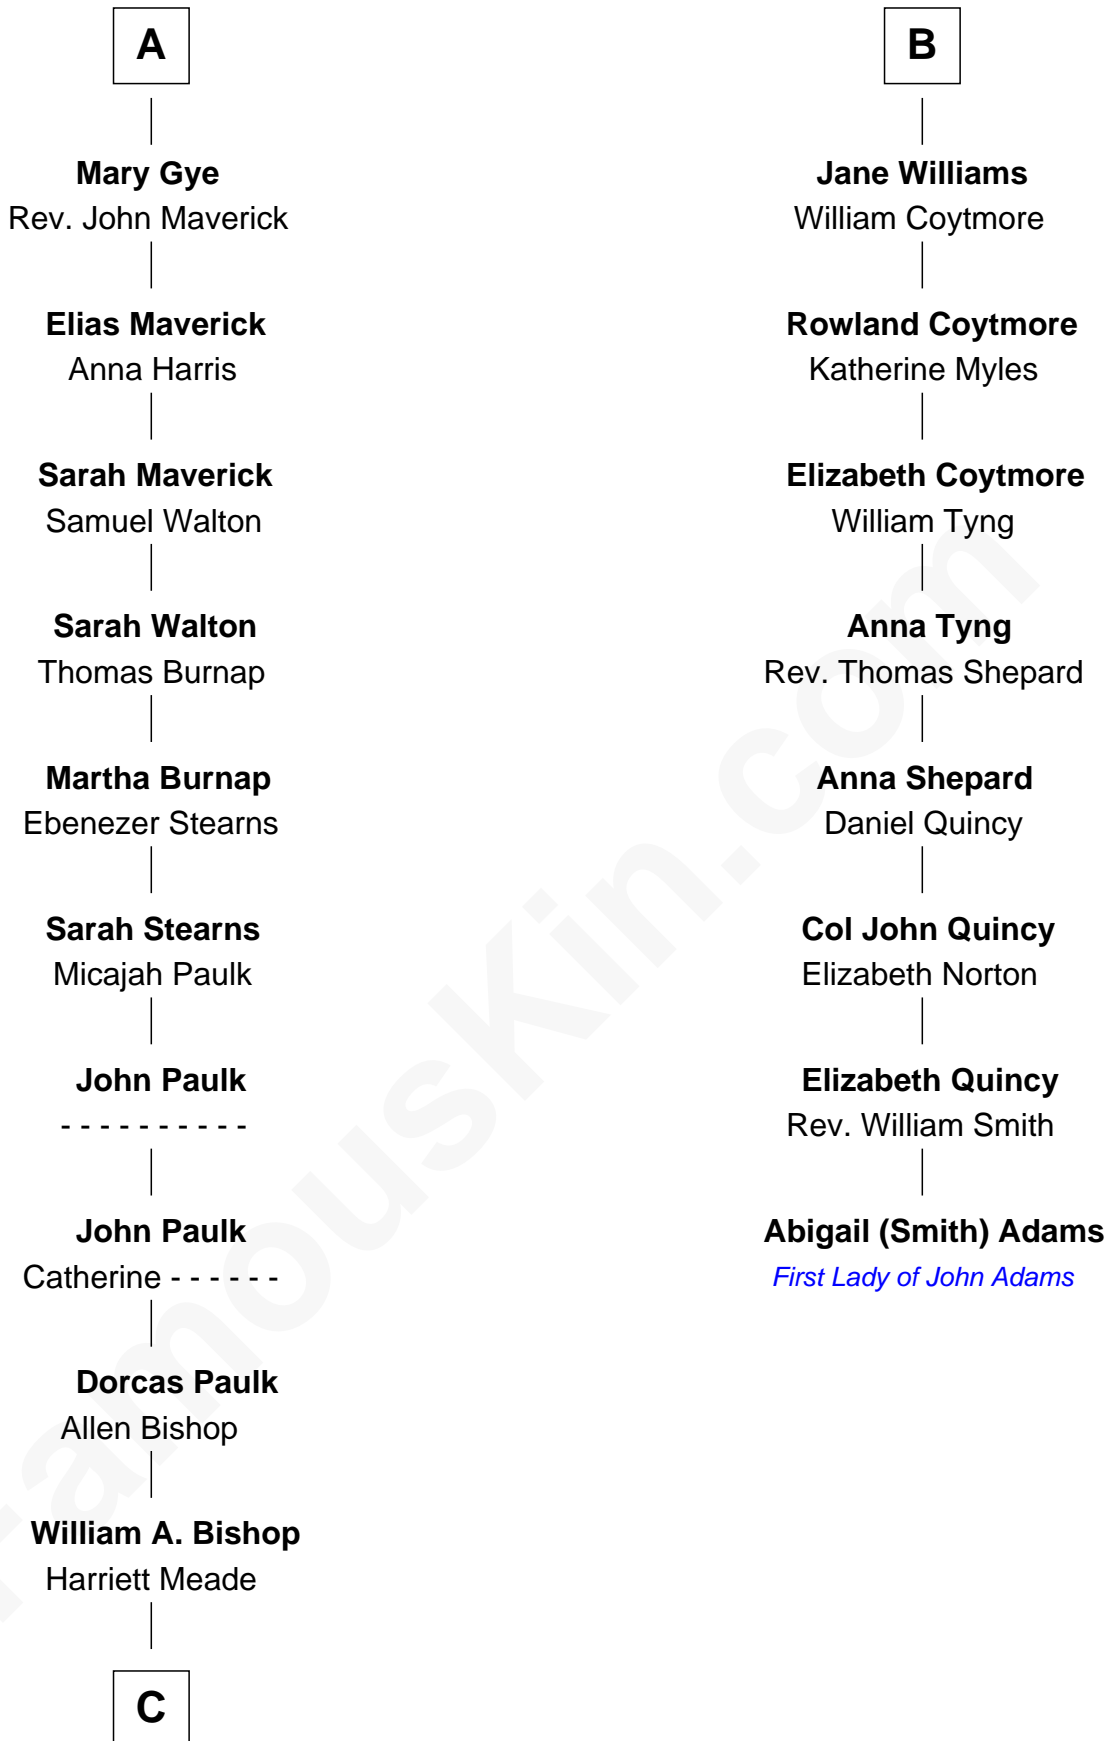 A
Mary Gye
Rev. John Maverick
Elias Maverick
Anna Harris
Sarah Maverick
Samuel Walton
Sarah Walton
Thomas Burnap
Martha Burnap
Ebenezer Stearns
Sarah Stearns
Micajah Paulk
John Paulk
- - - - - - - - - -
John Paulk
Catherine - - - - - -
Dorcas Paulk
Allen Bishop
William A. Bishop
Harriett Meade
C
B
Jane Williams
William Coytmore
Rowland Coytmore
Katherine Myles
Elizabeth Coytmore
William Tyng
Anna Tyng
Rev. Thomas Shepard
Anna Shepard
Daniel Quincy
Col John Quincy
Elizabeth Norton
Elizabeth Quincy
Rev. William Smith
Abigail (Smith) Adams
First Lady of John Adams
FamousKin.com